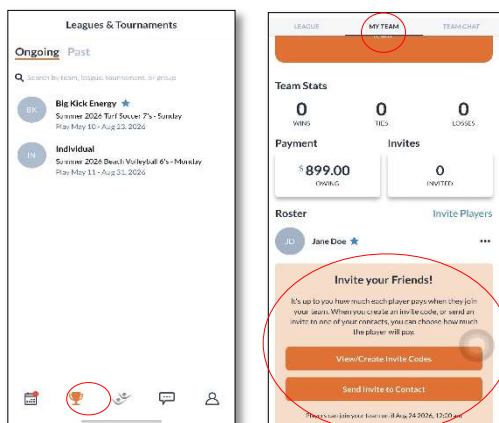 Leagues & Tournaments
Ongoing Past
Search by team, league, tournament, or group
BK
Big Kick Energy
Summer 2026 Turf Soccer 7's - Sunday
Play May 10 - Aug 23, 2026
IN
Individual
Summer 2026 Beach Volleyball 6's - Monday
Play May 11 - Aug 31, 2026
LEAGUE MY TEAM TEAM CHAT
Team Stats
0 0 0
WINS TIES LOSSES
Payment Invites
$899.00 0
OWING INVITED
Roster Invite Players
JD Jane Doe
Invite your Friends!
It's up to you how much each player pays when they join
your team. When you create an invite code, or send an
invite to one of your contacts, you can choose how much
the player will pay.
View/Create Invite Codes
Send Invite to Contact
Players can join your team until Aug 24 2026, 12:00 am